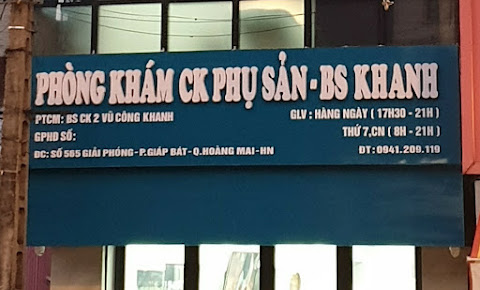 PHÒNG KHÁM CK PHỤ SẢN - BS KHANH
PTCM: BS CK 2 VŨ CÔNG KHANH
GLV : HÀNG NGÀY ( 17H30 - 21H )
GPHD SỐ:
THỨ 7,CN ( 8H - 21H )
ĐC: SỐ 565 GIẢI PHÓNG-P.GIÁP BÁT-Q.HOÀNG MAI-HN
ĐT: 0941.209.119